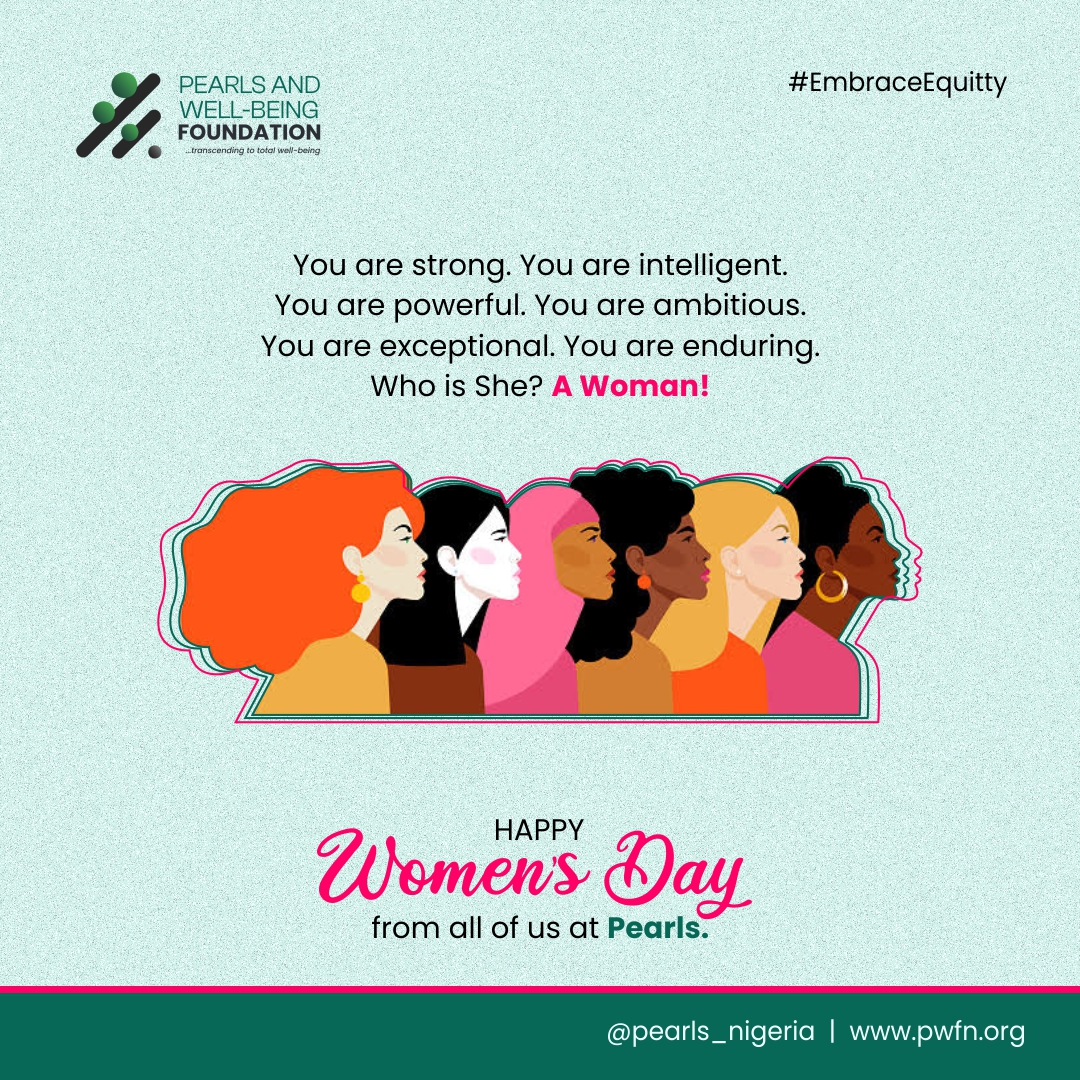 PEARLS AND
WELL-BEING
FOUNDATION
...transcending to total well-being
#EmbraceEquitty
You are strong. You are intelligent.
You are powerful. You are ambitious.
You are exceptional. You are enduring.
Who is She? A Woman!
HAPPY
Women's Day
from all of us at Pearls.
@pearls_nigeria | www.pwfn.org